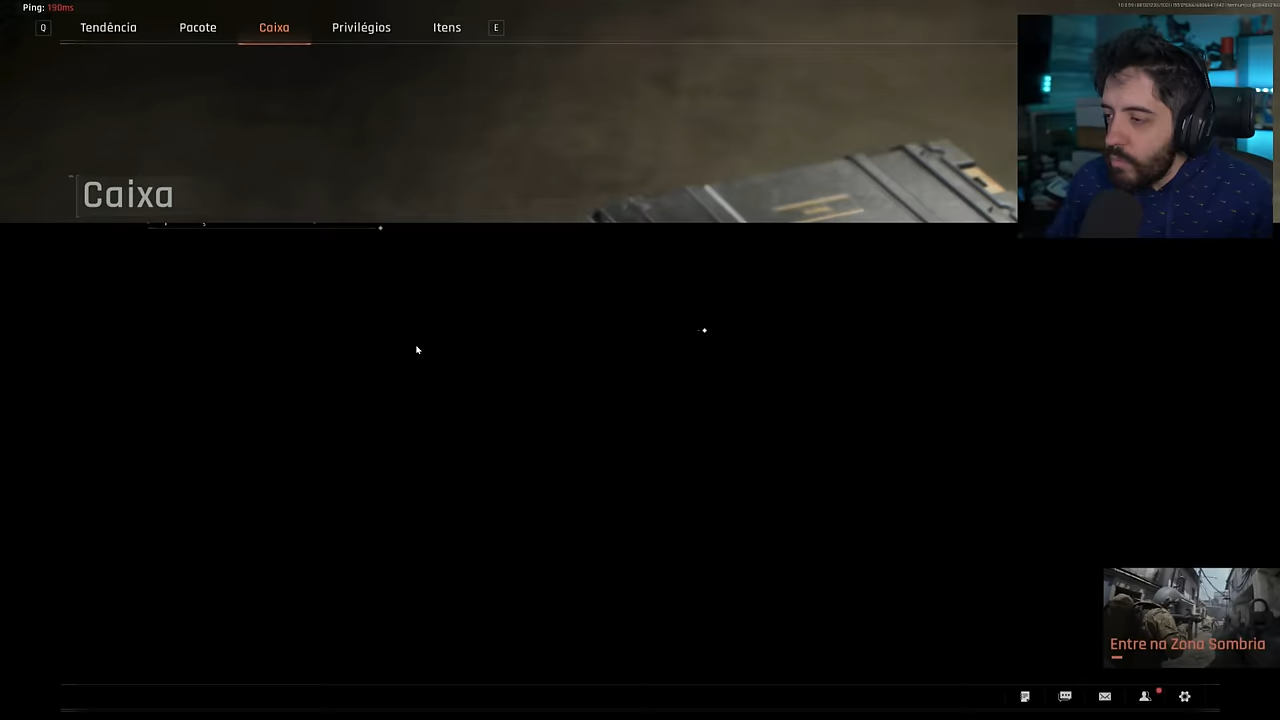 Ping: 190ms
Q
Tendência
Pacote
Caixa
Privilégios
Itens
E
Caixa
Entre na Zona Sombria